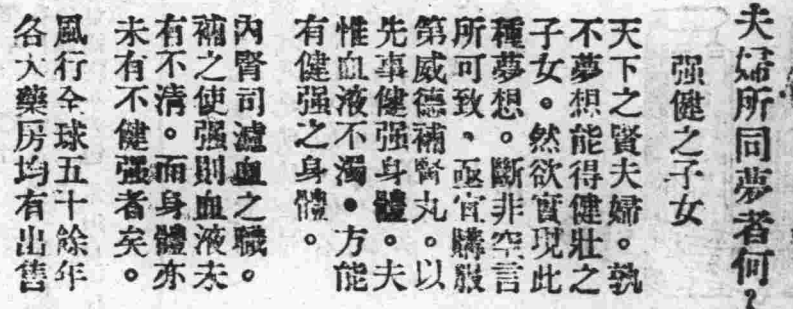 夫婦所同夢者何？
强健之子女
天下之賢夫婦。孰
不夢想能得健壯之
子女。然欲實現此
種夢想。斷非空言
所可致、亟宜購服
第威德補腎丸。以
先事健强身體。夫
惟血液不濁。方能
有健强之身體。
內腎司濾血之職。
補之使强則血液未
有不清。而身體亦
未有不健强者矣。
風行全球五十餘年
各大藥房均有出售